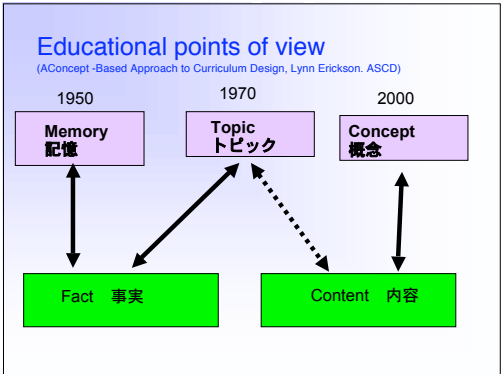 Educational points of view
(AConcept -Based Approach to Curriculum Design, Lynn Erickson. ASCD)
1950
1970
2000
Memory
記憶
Topic
トピック
Concept
概念
Fact 事実
Content 内容